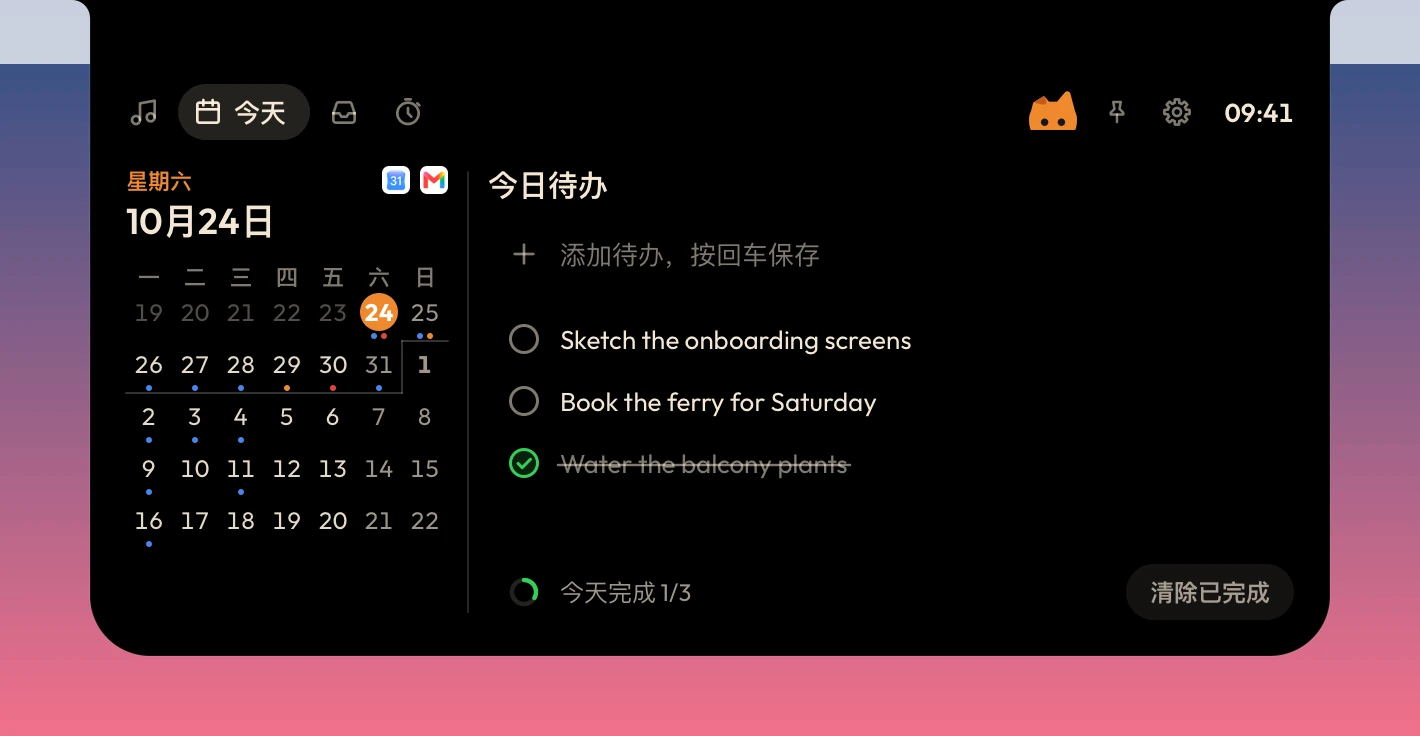 今天
09:41
星期六
31
10月24日
一 二 三 四 五 六 日
19 20 21 22 23 24 25
26 27 28 29 30 31 1
2 3 4 5 6 7 8
9 10 11 12 13 14 15
16 17 18 19 20 21 22
今日待办
添加待办，按回车保存
Sketch the onboarding screens
Book the ferry for Saturday
Water the balcony plants
今天完成 1/3
清除已完成